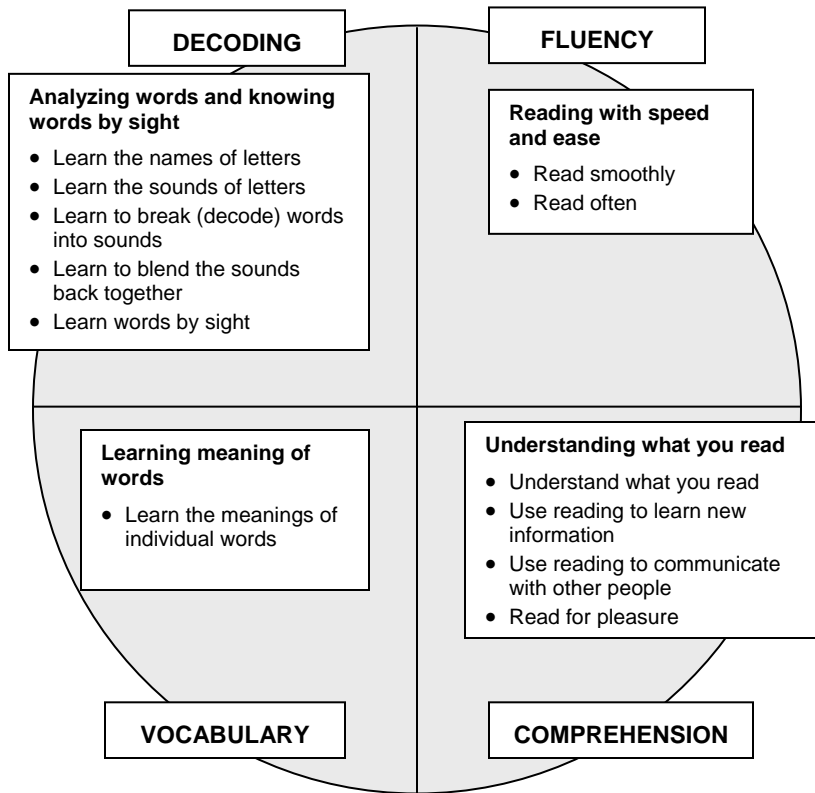 DECODING
Analyzing words and knowing
words by sight
• Learn the names of letters
• Learn the sounds of letters
• Learn to break (decode) words
into sounds
• Learn to blend the sounds
back together
• Learn words by sight
FLUENCY
Reading with speed
and ease
• Read smoothly
• Read often
Learning meaning of
words
• Learn the meanings of
individual words
VOCABULARY
Understanding what you read
• Understand what you read
• Use reading to learn new
information
• Use reading to communicate
with other people
• Read for pleasure
COMPREHENSION